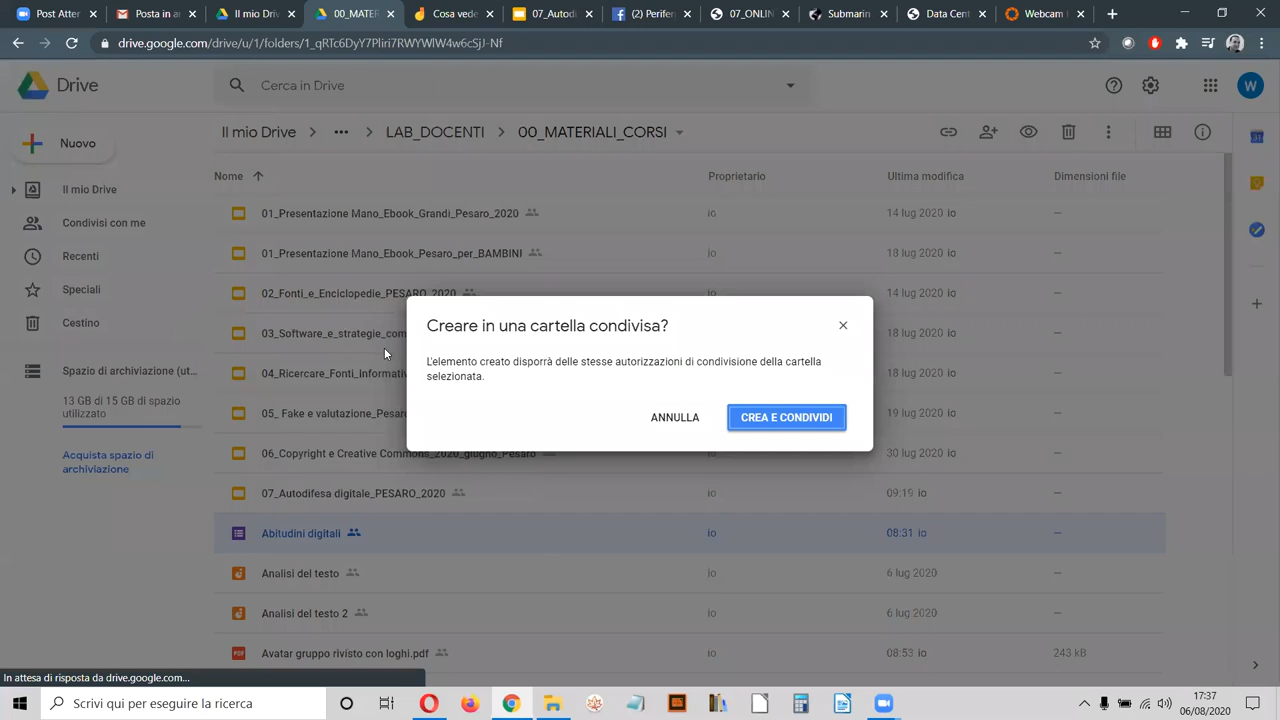 Post Atter
Posta in ar
Il mio Drive
00_MATER
Cosa vede
07_Autodi
(2) Perifer
07_ONLIN
Submarin
Data Cent
Webcam I
drive.google.com/drive/u/1/folders/1_qRTc6DyY7Pliri7RWYlW4w6cSjJ-Nf
Drive
Cerca in Drive
W
Nuovo
Il mio Drive
LAB_DOCENTI
00_MATERIALI_CORSI
Nome
Proprietario
Ultima modifica
Dimensioni file
Il mio Drive
Condivisi con me
Recenti
Speciali
Cestino
Spazio di archiviazione (ut...
13 GB di 15 GB di spazio
utilizzato
Acquista spazio di
archiviazione
01_Presentazione Mano_Ebook_Grandi_Pesaro_2020
io
14 lug 2020 io
—
01_Presentazione Mano_Ebook_Pesaro_per_BAMBINI
io
18 lug 2020 io
—
02_Fonti_e_Enciclopedie_PESARO_2020
io
14 lug 2020 io
—
03_Software_e_strategie_com
18 lug 2020 io
—
04_Ricercare_Fonti_Informativ
18 lug 2020 io
—
05_ Fake e valutazione_Pesaro
19 lug 2020 io
—
06_Copyright e Creative Commons_2020_giugno_Pesaro
io
30 lug 2020 io
—
07_Autodifesa digitale_PESARO_2020
io
09:19 io
—
Abitudini digitali
io
08:31 io
—
Analisi del testo
io
6 lug 2020 io
—
Analisi del testo 2
io
6 lug 2020 io
—
PDF
Avatar gruppo rivisto con loghi.pdf
io
08:53 io
243 kB
Creare in una cartella condivisa?
L'elemento creato disporrà delle stesse autorizzazioni di condivisione della cartella
selezionata.
ANNULLA
CREA E CONDIVIDI
In attesa di risposta da drive.google.com...
Scrivi qui per eseguire la ricerca
17:37
06/08/2020